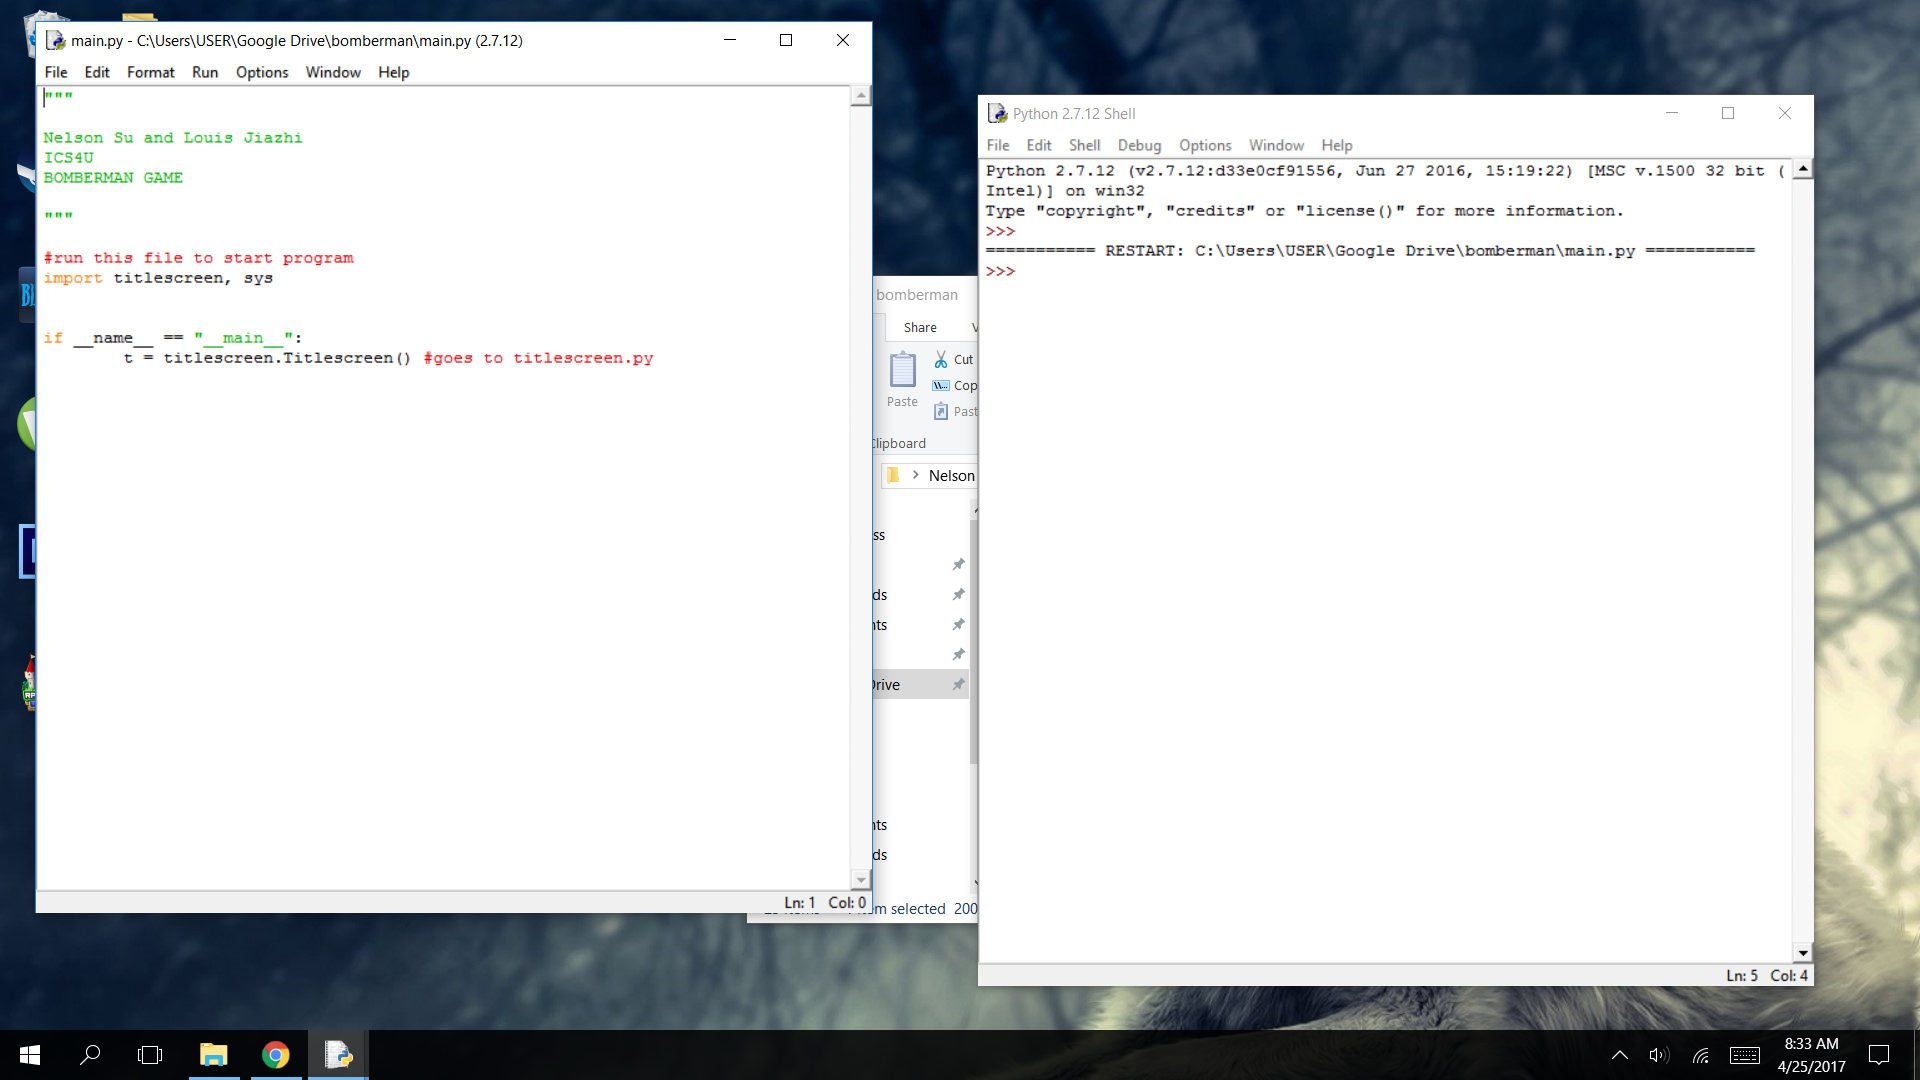 main.py - C:\Users\USER\Google Drive\bomberman\main.py (2.7.12)
File Edit Format Run Options Window Help
"""
Nelson Su and Louis Jiazhi
ICS4U
BOMBERMAN GAME
"""
#run this file to start program
import titlescreen, sys
if __name__ == "__main__":
t = titlescreen.Titlescreen() #goes to titlescreen.py
Ln: 1 Col: 0
bomberman
Share V
Cut
Cop
Paste
Past
Clipboard
Nelson
ss
ds
nts
Drive
nts
ds
item selected 200
Python 2.7.12 Shell
File Edit Shell Debug Options Window Help
Python 2.7.12 (v2.7.12:d33e0cf91556, Jun 27 2016, 15:19:22) [MSC v.1500 32 bit (
Intel)] on win32
Type "copyright", "credits" or "license()" for more information.
>>>
=========== RESTART: C:\Users\USER\Google Drive\bomberman\main.py ===========
>>>
Ln: 5 Col: 4
8:33 AM
4/25/2017